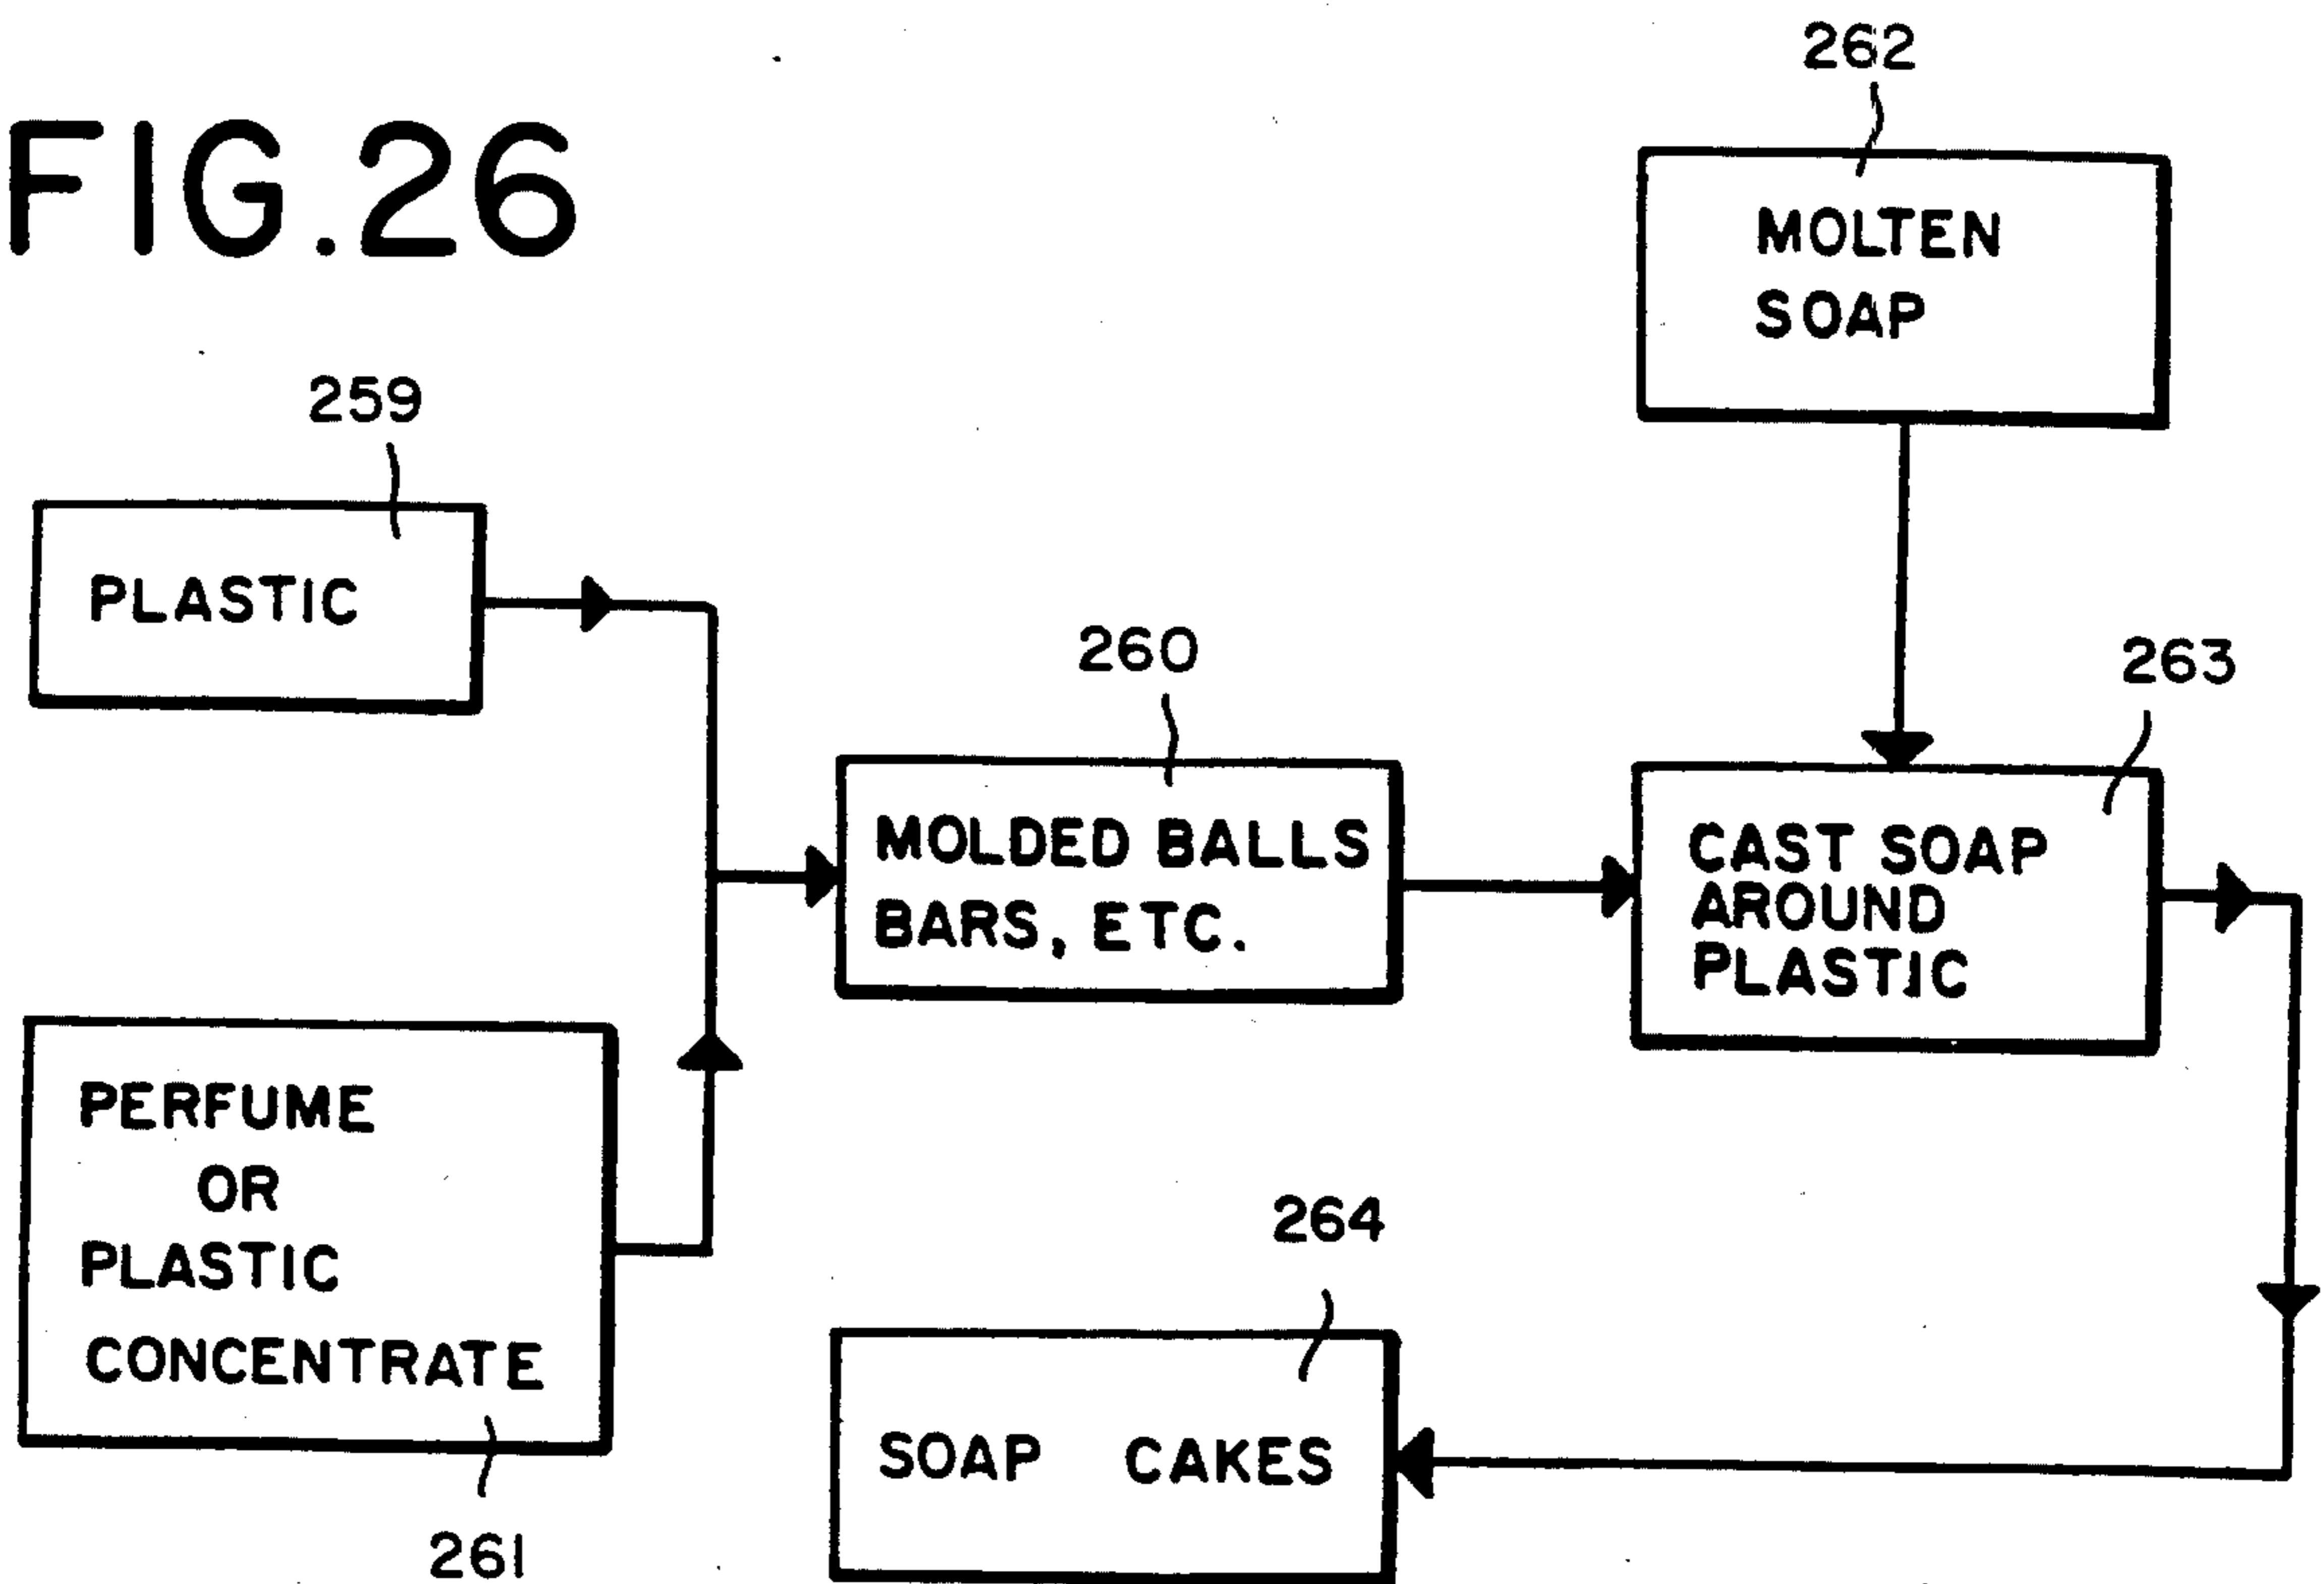 FIG.26
262
MOLTEN
SOAP
259
PLASTIC
260
MOLDED BALLS
BARS, ETC.
263
CAST SOAP
AROUND
PLASTIC
PERFUME
OR
PLASTIC
CONCENTRATE
261
264
SOAP CAKES